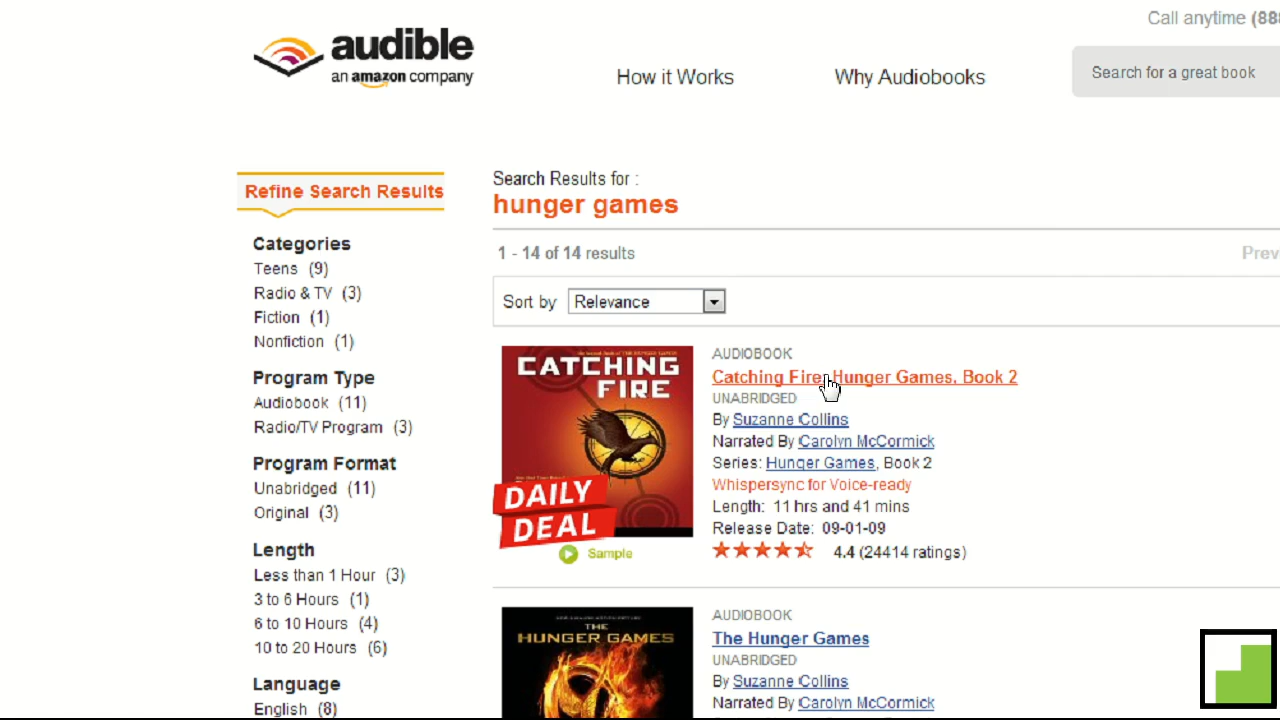 Call anytime (888
audible
an amazon company
How it Works
Why Audiobooks
Search for a great book
Refine Search Results
Search Results for :
hunger games
1 - 14 of 14 results
Prev
Sort by Relevance
Categories
Teens (9)
Radio & TV (3)
Fiction (1)
Nonfiction (1)
Program Type
Audiobook (11)
Radio/TV Program (3)
Program Format
Unabridged (11)
Original (3)
Length
Less than 1 Hour (3)
3 to 6 Hours (1)
6 to 10 Hours (4)
10 to 20 Hours (6)
Language
English (8)
CATCHING
FIRE
DAILY
DEAL
Sample
AUDIOBOOK
Catching Fire: Hunger Games, Book 2
UNABRIDGED
By Suzanne Collins
Narrated By Carolyn McCormick
Series: Hunger Games, Book 2
Whispersync for Voice-ready
Length: 11 hrs and 41 mins
Release Date: 09-01-09
4.4 (24414 ratings)
THE
HUNGER GAMES
AUDIOBOOK
The Hunger Games
UNABRIDGED
By Suzanne Collins
Narrated By Carolyn McCormick